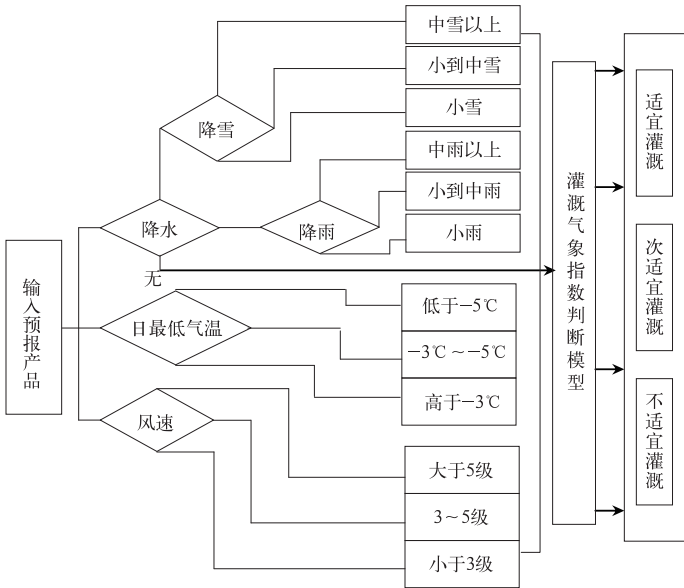 输入预报产品
降水
降雪
中雪以上
小到中雪
小雪
降雨
中雨以上
小到中雨
小雨
无
日最低气温
低于−5℃
−3℃～−5℃
高于−3℃
风速
大于5级
3～5级
小于3级
灌溉气象指数判断模型
适宜灌溉
次适宜灌溉
不适宜灌溉